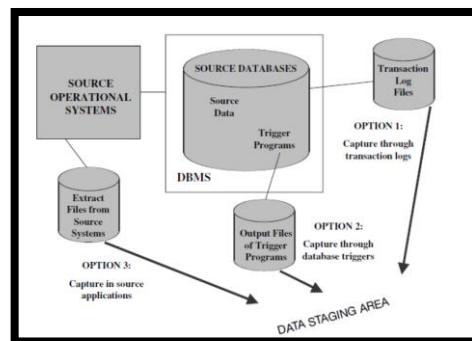 SOURCE
OPERATIONAL
SYSTEMS
SOURCE DATABASES
Source
Data
Trigger
Programs
DBMS
Transaction
Log
Files
OPTION 1:
Capture through
transaction logs
Extract
Files from
Source
Systems
OPTION 3:
Capture in source
applications
Output Files
of Trigger
Programs
OPTION 2:
Capture through
database triggers
DATA STAGING AREA